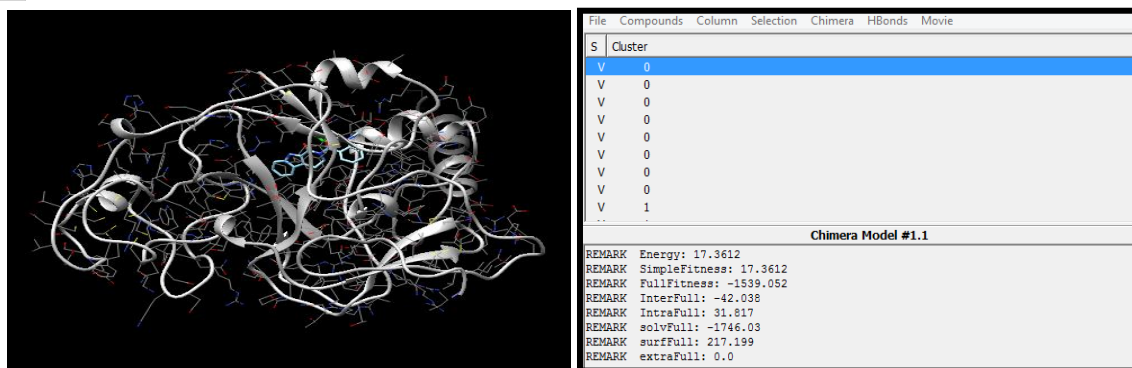 File Compounds Column Selection Chimera HBonds Movie
S Cluster
V 0
V 0
V 0
V 0
V 0
V 0
V 0
V 0
V 1
Chimera Model #1.1
REMARK Energy: 17.3612
REMARK SimpleFitness: 17.3612
REMARK FullFitness: -1539.052
REMARK InterFull: -42.038
REMARK IntraFull: 31.817
REMARK solvFull: -1746.03
REMARK surfFull: 217.199
REMARK extraFull: 0.0